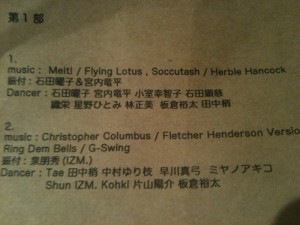 第１部
1.
music : Melt! / Flying Lotus , Soccutash / Herbie Hancock
振付 : 石田曜子＆宮内竜平
Dancer : 石田曜子 宮内竜平 小室幸智子 石田顕慈
織栄 星野ひとみ 林正美 板倉裕太 田中梢
2.
music : Christopher Columbus / Fletcher Henderson Versio
Ring Dem Bells / G-Swing
振付 : 泉朋秀 (IZM.)
Dancer : Tae 田中梢 中村ゆり枝 早川真弓 ミヤノアキコ
Shun IZM. Kohki 片山陽介 板倉裕太